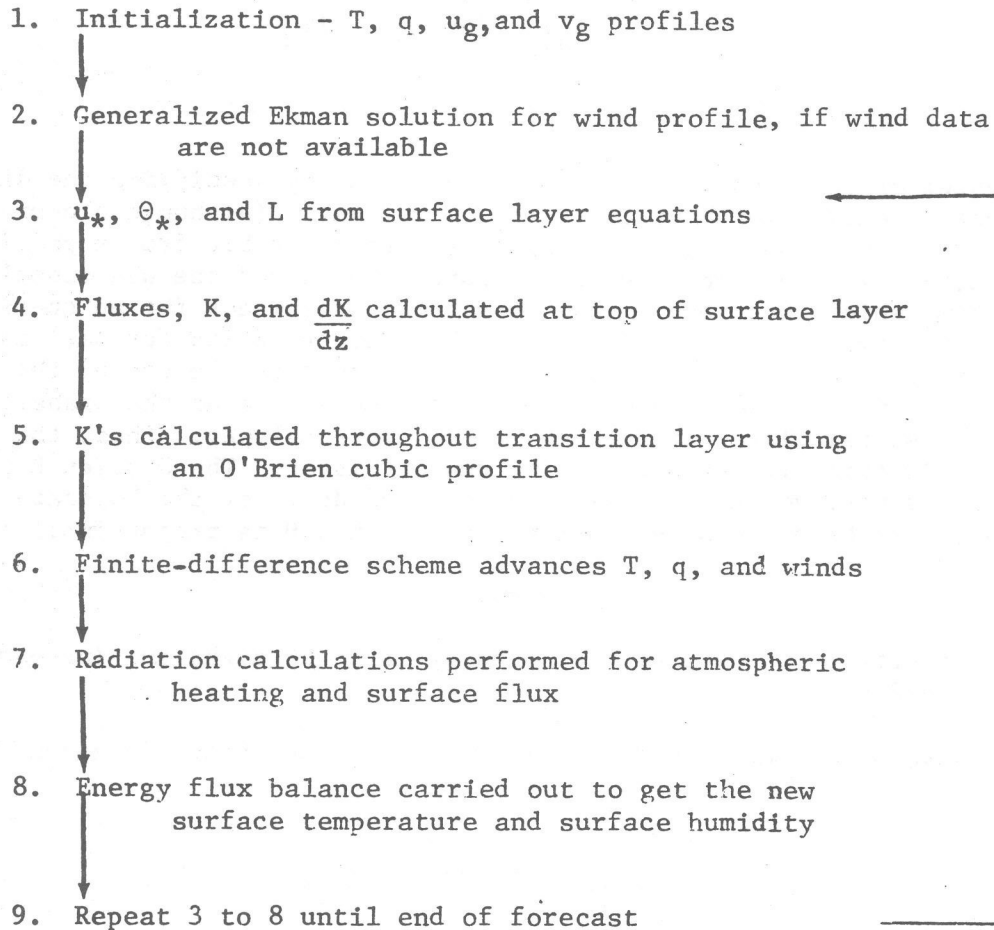 1. Initialization - T, q, u_g, and v_g profiles
2. Generalized Ekman solution for wind profile, if wind data
are not available
3. u_*, Θ_*, and L from surface layer equations
4. Fluxes, K, and dK/dz calculated at top of surface layer
5. K's calculated throughout transition layer using
an O'Brien cubic profile
6. Finite-difference scheme advances T, q, and winds
7. Radiation calculations performed for atmospheric
heating and surface flux
8. Energy flux balance carried out to get the new
surface temperature and surface humidity
9. Repeat 3 to 8 until end of forecast